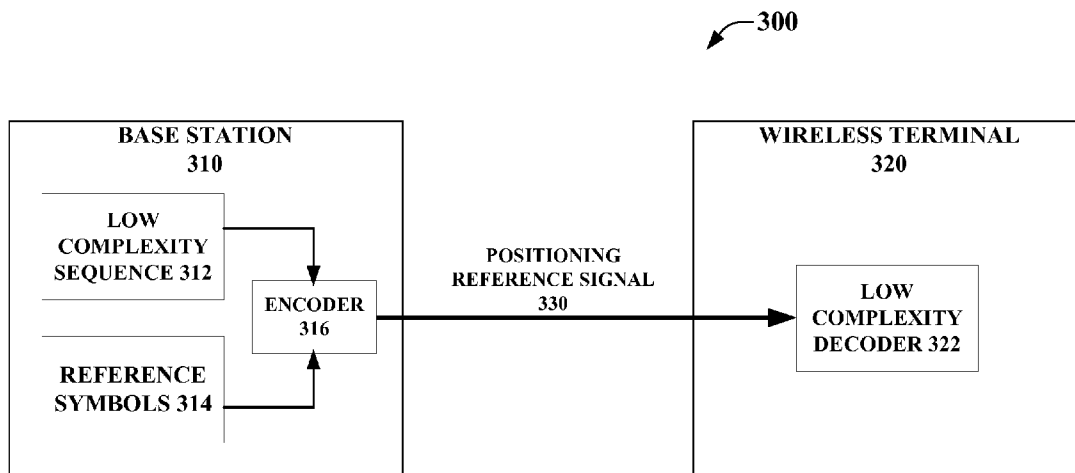 300
BASE STATION
310
LOW
COMPLEXITY
SEQUENCE 312
ENCODER
316
REFERENCE
SYMBOLS 314
POSITIONING
REFERENCE SIGNAL
330
WIRELESS TERMINAL
320
LOW
COMPLEXITY
DECODER 322